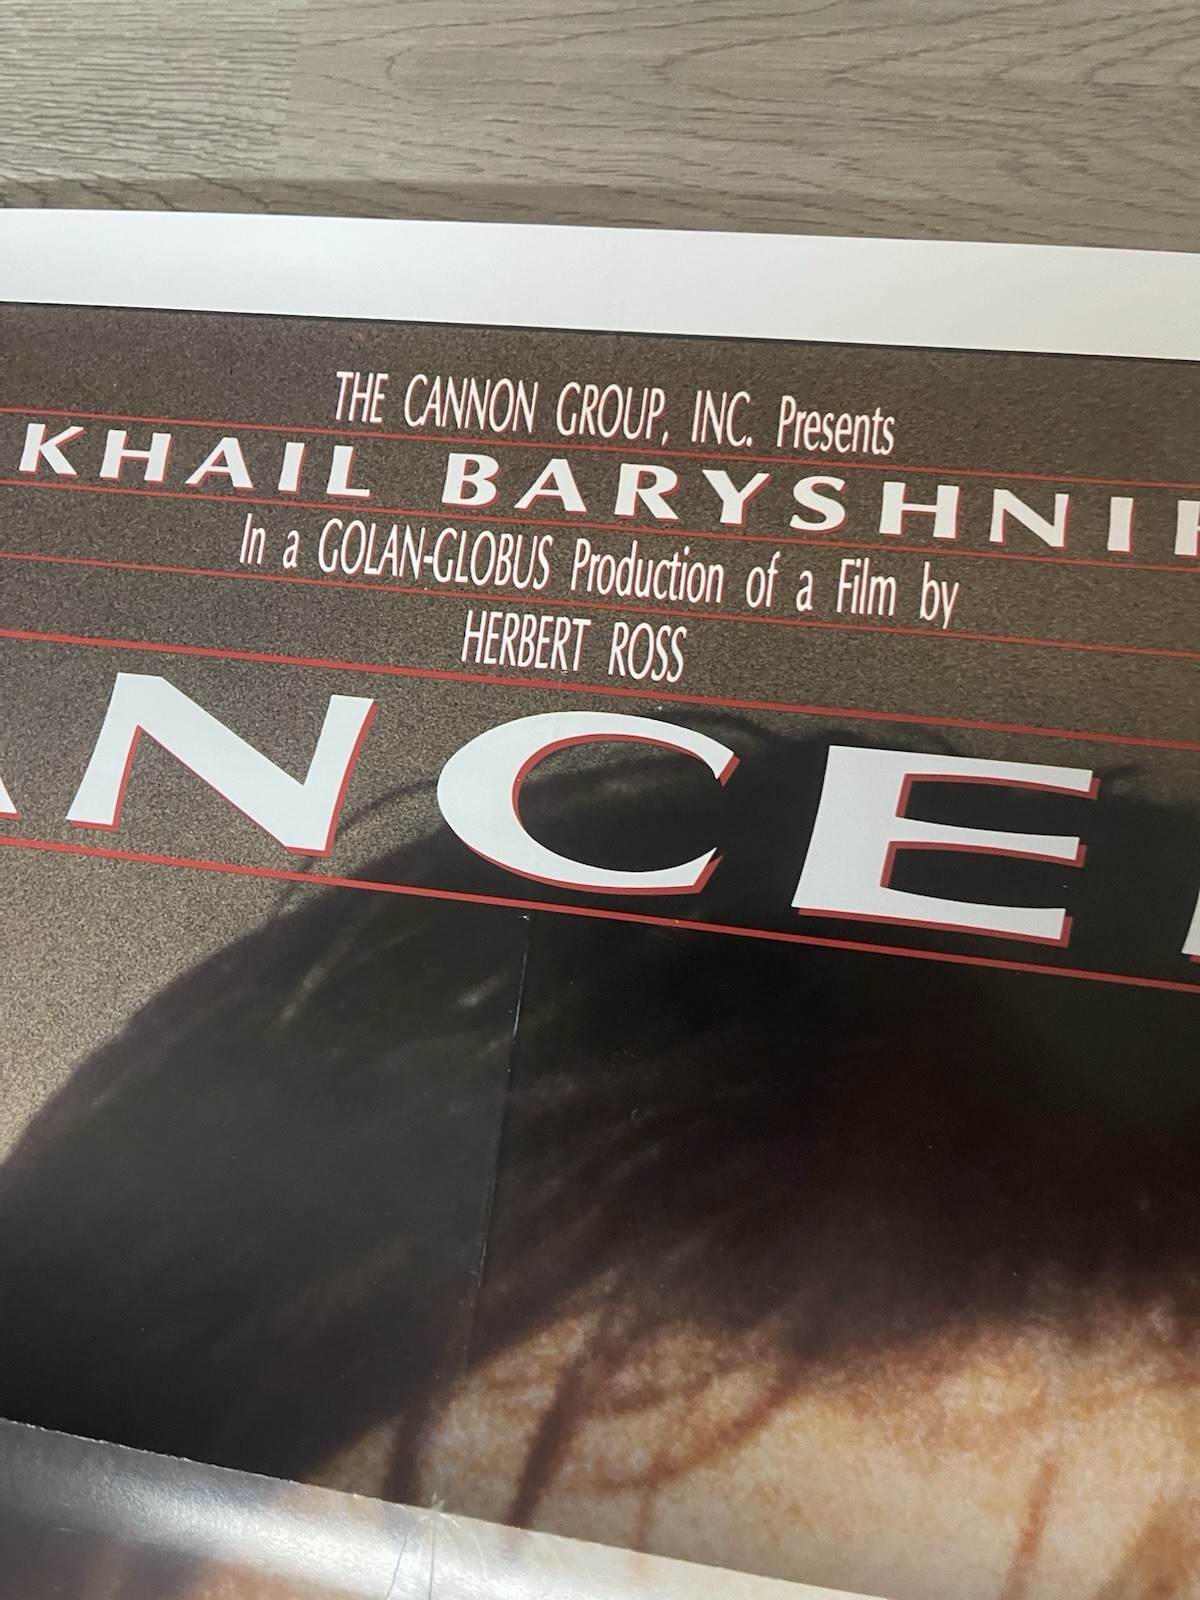 THE CANNON GROUP, INC. Presents
KHAIL BARYSHNI
In a GOLAN-GLOBUS Production of a Film by
HERBERT ROSS
ANCE